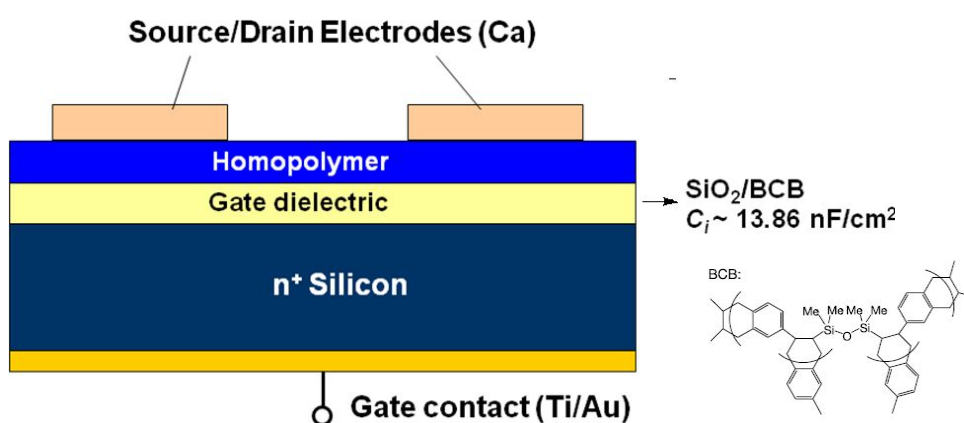 Source/Drain Electrodes (Ca)
Homopolymer
Gate dielectric
SiO₂/BCB
Cᵢ ~ 13.86 nF/cm²
n⁺ Silicon
BCB:
Me Me Me Me
Si O Si
Gate contact (Ti/Au)